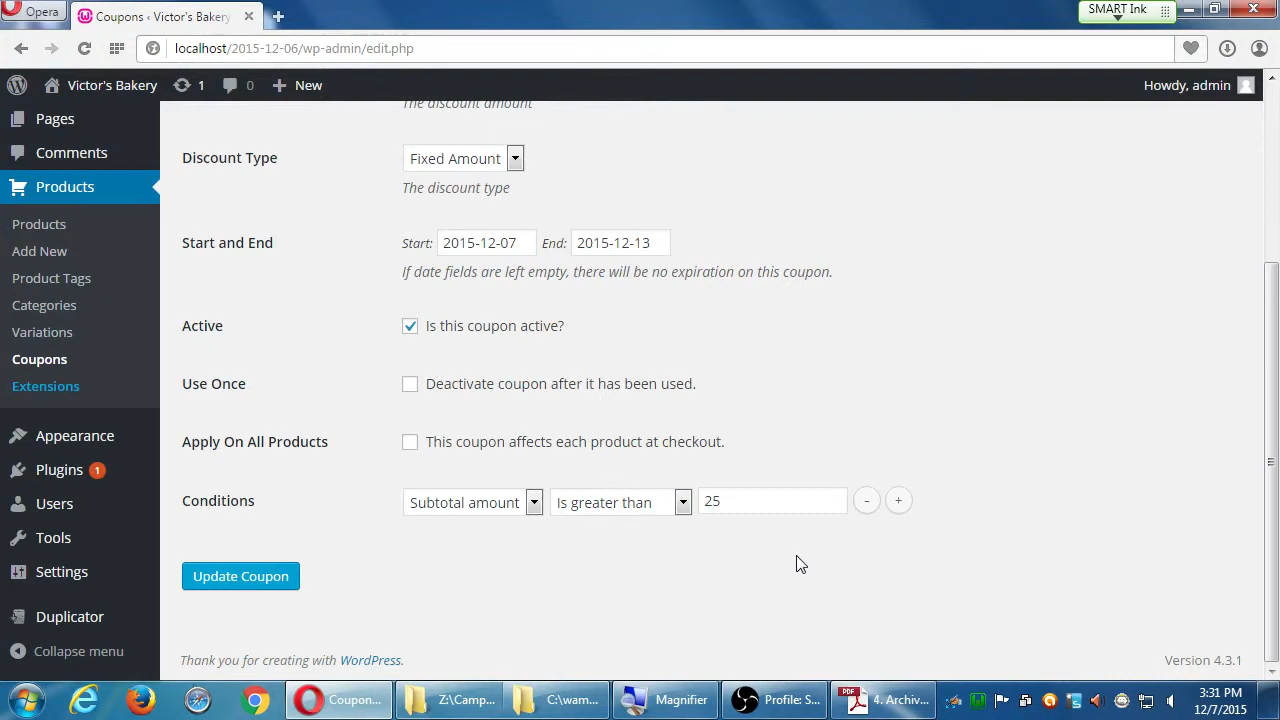 Opera
Coupons ‹ Victor's Bakery
SMART Ink
localhost/2015-12-06/wp-admin/edit.php
Victor's Bakery 1 0 New Howdy, admin
Pages
Comments
Products
Products
Add New
Product Tags
Categories
Variations
Coupons
Extensions
Appearance
Plugins 1
Users
Tools
Settings
Duplicator
Collapse menu
The discount amount
Discount Type Fixed Amount
The discount type
Start and End Start: 2015-12-07 End: 2015-12-13
If date fields are left empty, there will be no expiration on this coupon.
Active Is this coupon active?
Use Once Deactivate coupon after it has been used.
Apply On All Products This coupon affects each product at checkout.
Conditions Subtotal amount Is greater than 25 - +
Update Coupon
Thank you for creating with WordPress. Version 4.3.1
Coupon... Z:\Camp... C:\wam... Magnifier Profile: S... 4. Archiv... 3:31 PM
12/7/2015